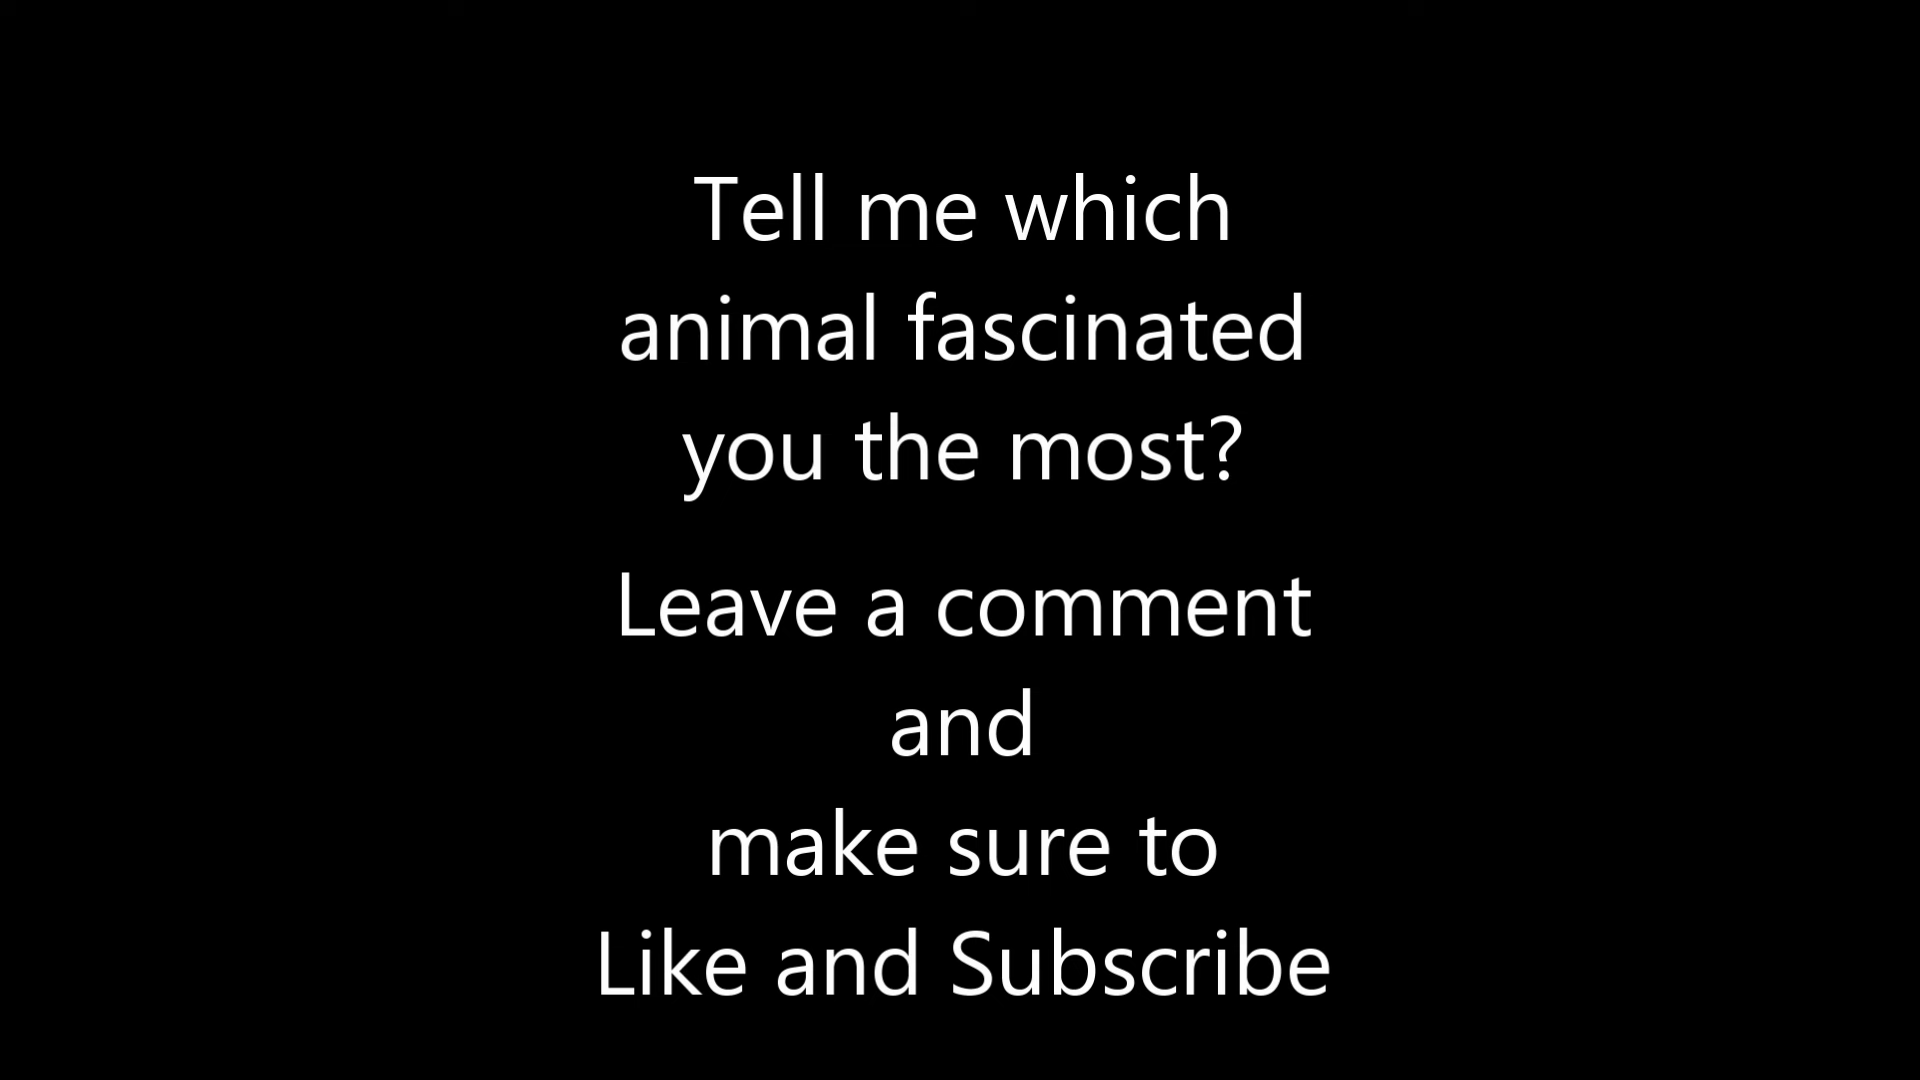 Tell me which
animal fascinated
you the most?
Leave a comment
and
make sure to
Like and Subscribe